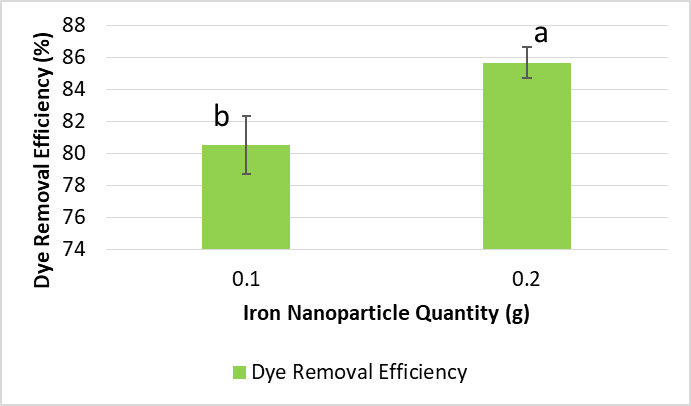 Dye Removal Efficiency (%)
88
86
84
82
80
78
76
74
b
a
0.1
0.2
Iron Nanoparticle Quantity (g)
Dye Removal Efficiency